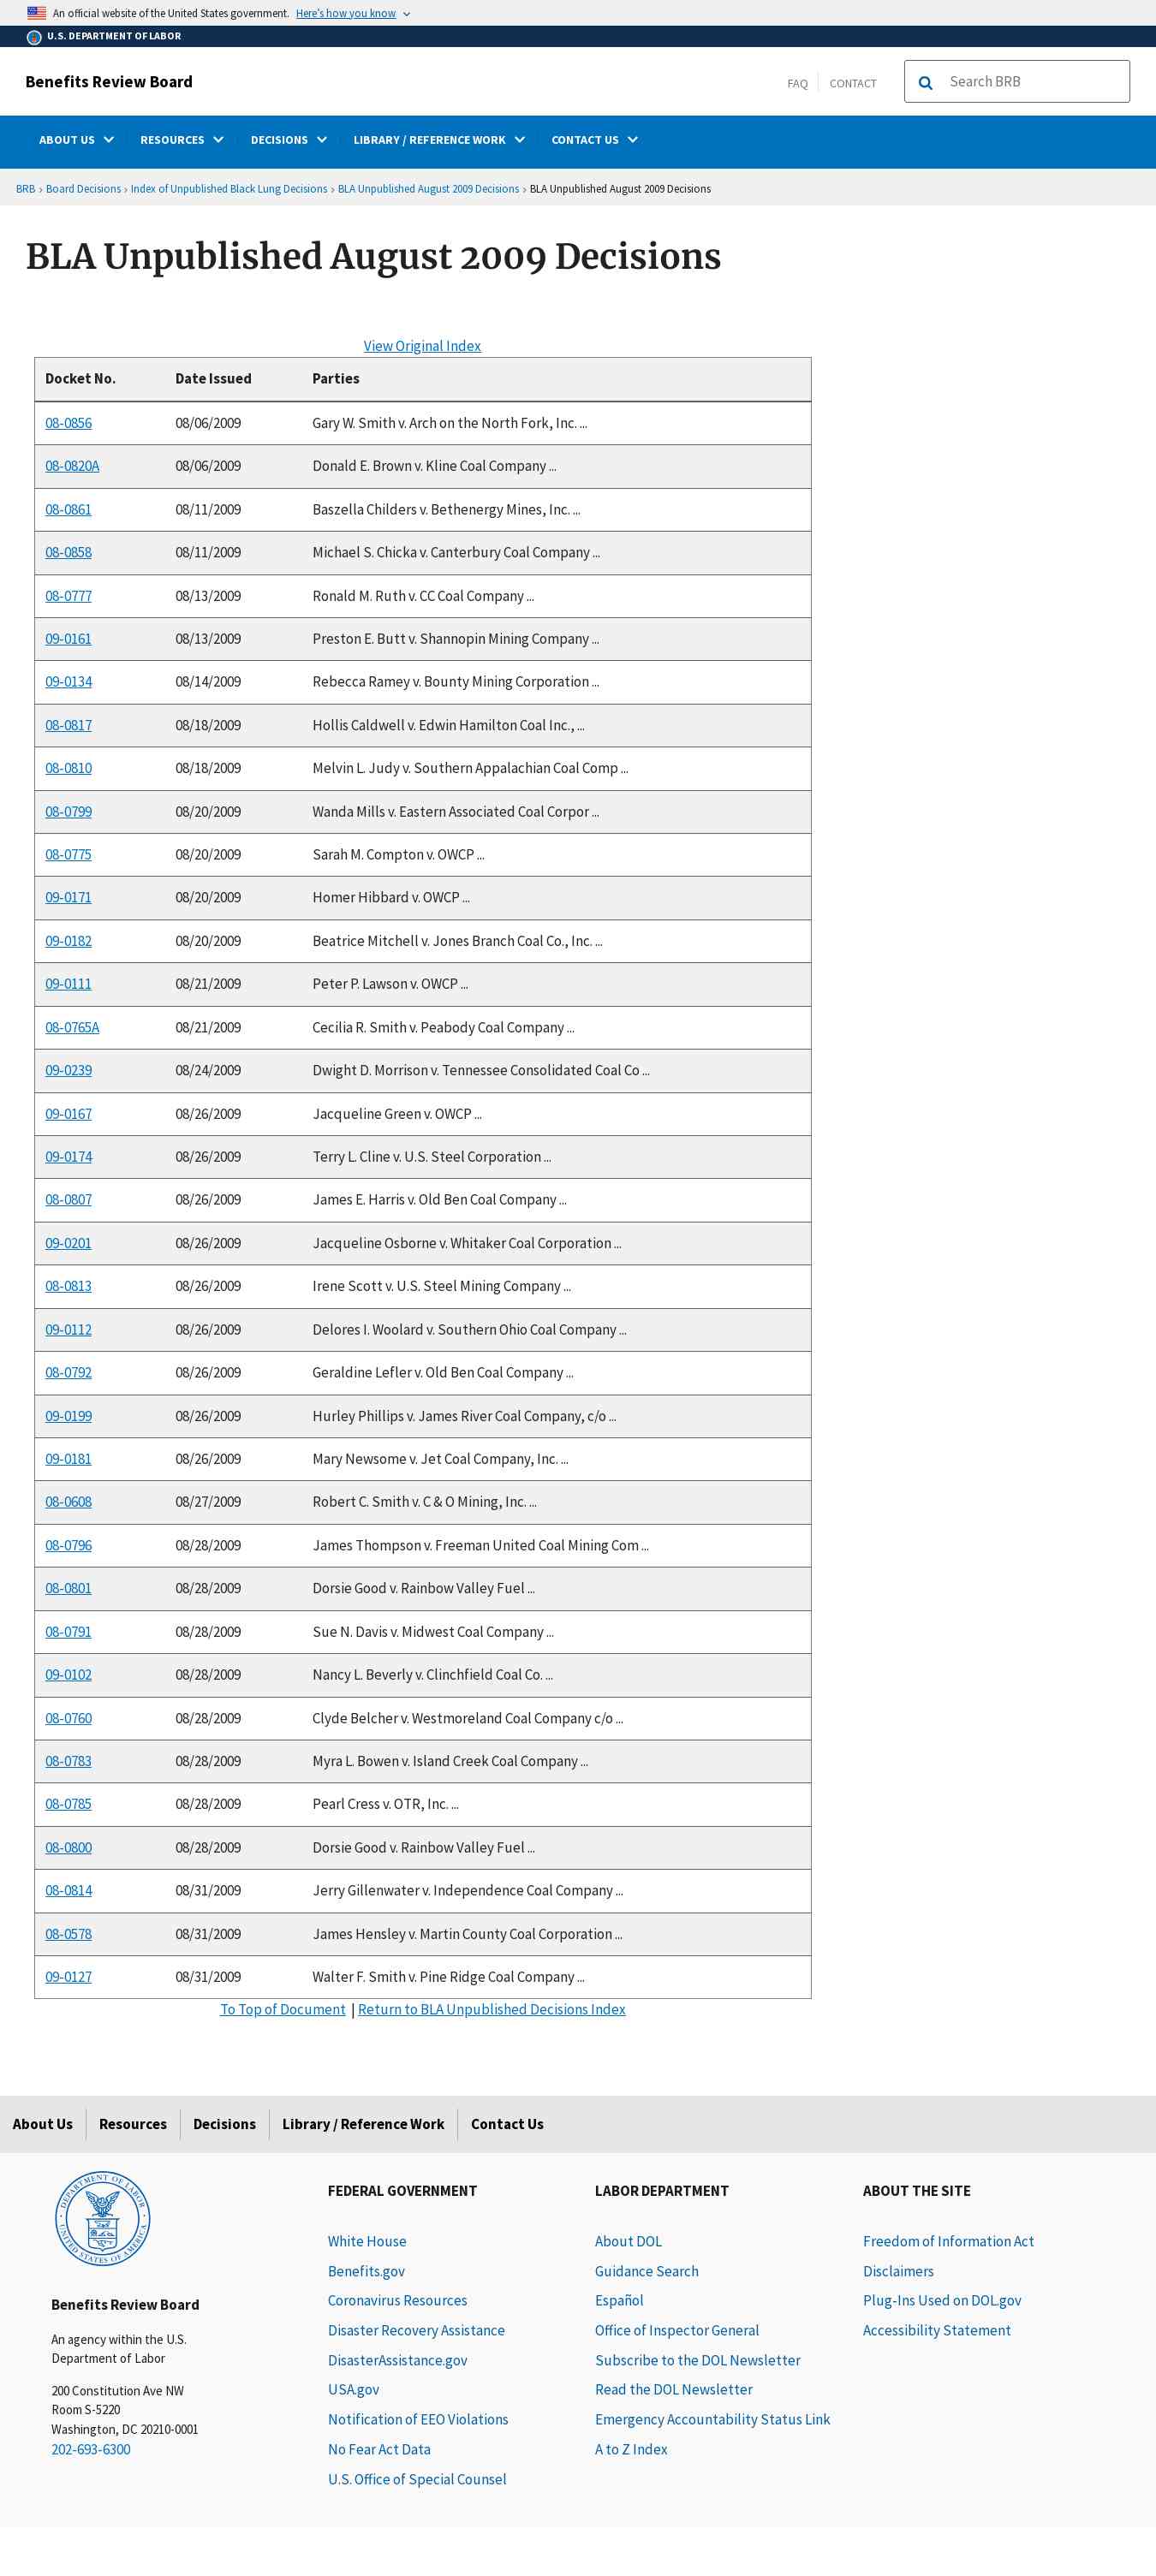 An official website of the United States government. Here's how you know
U.S. DEPARTMENT OF LABOR
Benefits Review Board
FAQ CONTACT Search BRB
ABOUT US RESOURCES DECISIONS LIBRARY / REFERENCE WORK CONTACT US
BRB › Board Decisions › Index of Unpublished Black Lung Decisions › BLA Unpublished August 2009 Decisions › BLA Unpublished August 2009 Decisions
BLA Unpublished August 2009 Decisions
View Original Index
Docket No. Date Issued Parties
08-0856 08/06/2009 Gary W. Smith v. Arch on the North Fork, Inc. ...
08-0820A 08/06/2009 Donald E. Brown v. Kline Coal Company ...
08-0861 08/11/2009 Baszella Childers v. Bethenergy Mines, Inc. ...
08-0858 08/11/2009 Michael S. Chicka v. Canterbury Coal Company ...
08-0777 08/13/2009 Ronald M. Ruth v. CC Coal Company ...
09-0161 08/13/2009 Preston E. Butt v. Shannopin Mining Company ...
09-0134 08/14/2009 Rebecca Ramey v. Bounty Mining Corporation ...
08-0817 08/18/2009 Hollis Caldwell v. Edwin Hamilton Coal Inc., ...
08-0810 08/18/2009 Melvin L. Judy v. Southern Appalachian Coal Comp ...
08-0799 08/20/2009 Wanda Mills v. Eastern Associated Coal Corpor ...
08-0775 08/20/2009 Sarah M. Compton v. OWCP ...
09-0171 08/20/2009 Homer Hibbard v. OWCP ...
09-0182 08/20/2009 Beatrice Mitchell v. Jones Branch Coal Co., Inc. ...
09-0111 08/21/2009 Peter P. Lawson v. OWCP ...
08-0765A 08/21/2009 Cecilia R. Smith v. Peabody Coal Company ...
09-0239 08/24/2009 Dwight D. Morrison v. Tennessee Consolidated Coal Co ...
09-0167 08/26/2009 Jacqueline Green v. OWCP ...
09-0174 08/26/2009 Terry L. Cline v. U.S. Steel Corporation ...
08-0807 08/26/2009 James E. Harris v. Old Ben Coal Company ...
09-0201 08/26/2009 Jacqueline Osborne v. Whitaker Coal Corporation ...
08-0813 08/26/2009 Irene Scott v. U.S. Steel Mining Company ...
09-0112 08/26/2009 Delores I. Woolard v. Southern Ohio Coal Company ...
08-0792 08/26/2009 Geraldine Lefler v. Old Ben Coal Company ...
09-0199 08/26/2009 Hurley Phillips v. James River Coal Company, c/o ...
09-0181 08/26/2009 Mary Newsome v. Jet Coal Company, Inc. ...
08-0608 08/27/2009 Robert C. Smith v. C & O Mining, Inc. ...
08-0796 08/28/2009 James Thompson v. Freeman United Coal Mining Com ...
08-0801 08/28/2009 Dorsie Good v. Rainbow Valley Fuel ...
08-0791 08/28/2009 Sue N. Davis v. Midwest Coal Company ...
09-0102 08/28/2009 Nancy L. Beverly v. Clinchfield Coal Co. ...
08-0760 08/28/2009 Clyde Belcher v. Westmoreland Coal Company c/o ...
08-0783 08/28/2009 Myra L. Bowen v. Island Creek Coal Company ...
08-0785 08/28/2009 Pearl Cress v. OTR, Inc. ...
08-0800 08/28/2009 Dorsie Good v. Rainbow Valley Fuel ...
08-0814 08/31/2009 Jerry Gillenwater v. Independence Coal Company ...
08-0578 08/31/2009 James Hensley v. Martin County Coal Corporation ...
09-0127 08/31/2009 Walter F. Smith v. Pine Ridge Coal Company ...
To Top of Document | Return to BLA Unpublished Decisions Index
About Us Resources Decisions Library / Reference Work Contact Us
DEPARTMENT OF LABOR
UNITED STATES OF AMERICA
Benefits Review Board
An agency within the U.S.
Department of Labor
200 Constitution Ave NW
Room S-5220
Washington, DC 20210-0001
202-693-6300
FEDERAL GOVERNMENT
White House
Benefits.gov
Coronavirus Resources
Disaster Recovery Assistance
DisasterAssistance.gov
USA.gov
Notification of EEO Violations
No Fear Act Data
U.S. Office of Special Counsel
LABOR DEPARTMENT
About DOL
Guidance Search
Español
Office of Inspector General
Subscribe to the DOL Newsletter
Read the DOL Newsletter
Emergency Accountability Status Link
A to Z Index
ABOUT THE SITE
Freedom of Information Act
Disclaimers
Plug-Ins Used on DOL.gov
Accessibility Statement